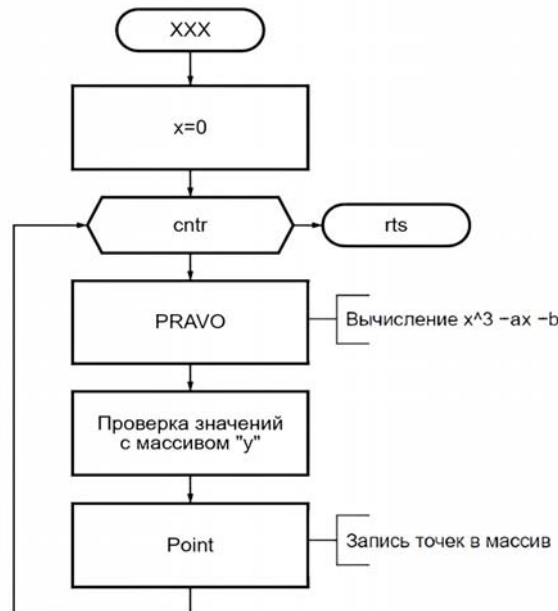 XXX
x=0
cntr
rts
PRAVO
Вычисление x^3 −ax −b
Проверка значений
с массивом "y"
Point
Запись точек в массив